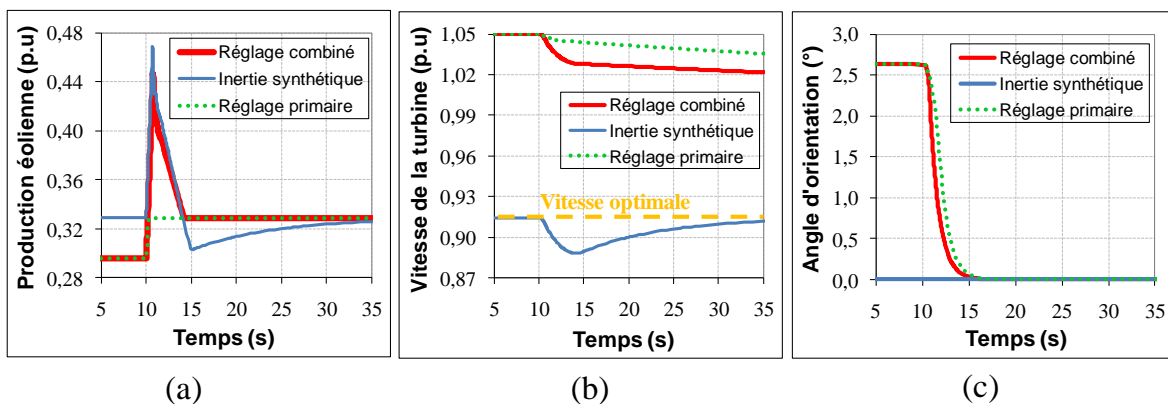 Production éolienne (p.u)
0,48
0,44
0,40
0,36
0,32
0,28
Réglage combiné
Inertie synthétique
Réglage primaire
5 10 15 20 25 30 35
Temps (s)
(a)
Vitesse de la turbine (p.u)
1,05
1,02
0,99
0,96
0,93
0,90
0,87
Réglage combiné
Inertie synthétique
Réglage primaire
Vitesse optimale
5 10 15 20 25 30 35
Temps (s)
(b)
Angle d'orientation (°)
3,0
2,5
2,0
1,5
1,0
0,5
0,0
Réglage combiné
Inertie synthétique
Réglage primaire
5 10 15 20 25 30 35
Temps (s)
(c)